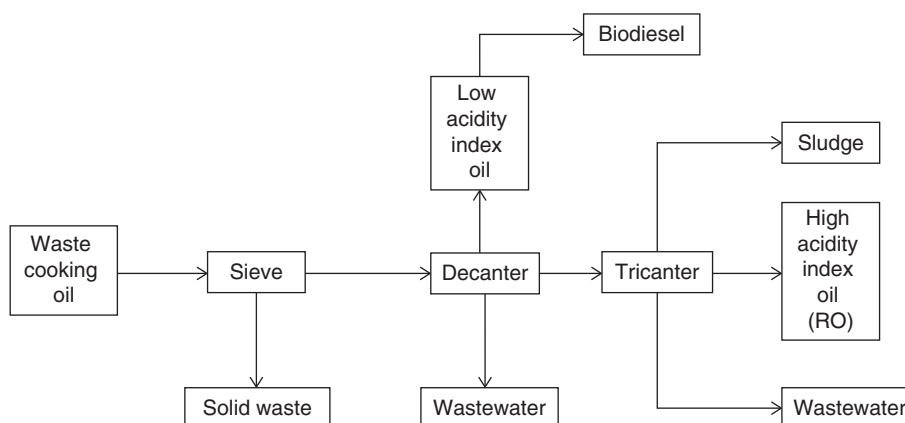 Biodiesel
Low
acidity
index
oil
Sludge
Waste
cooking
oil
Sieve
Decanter
Tricanter
High
acidity
index
oil
(RO)
Solid waste
Wastewater
Wastewater